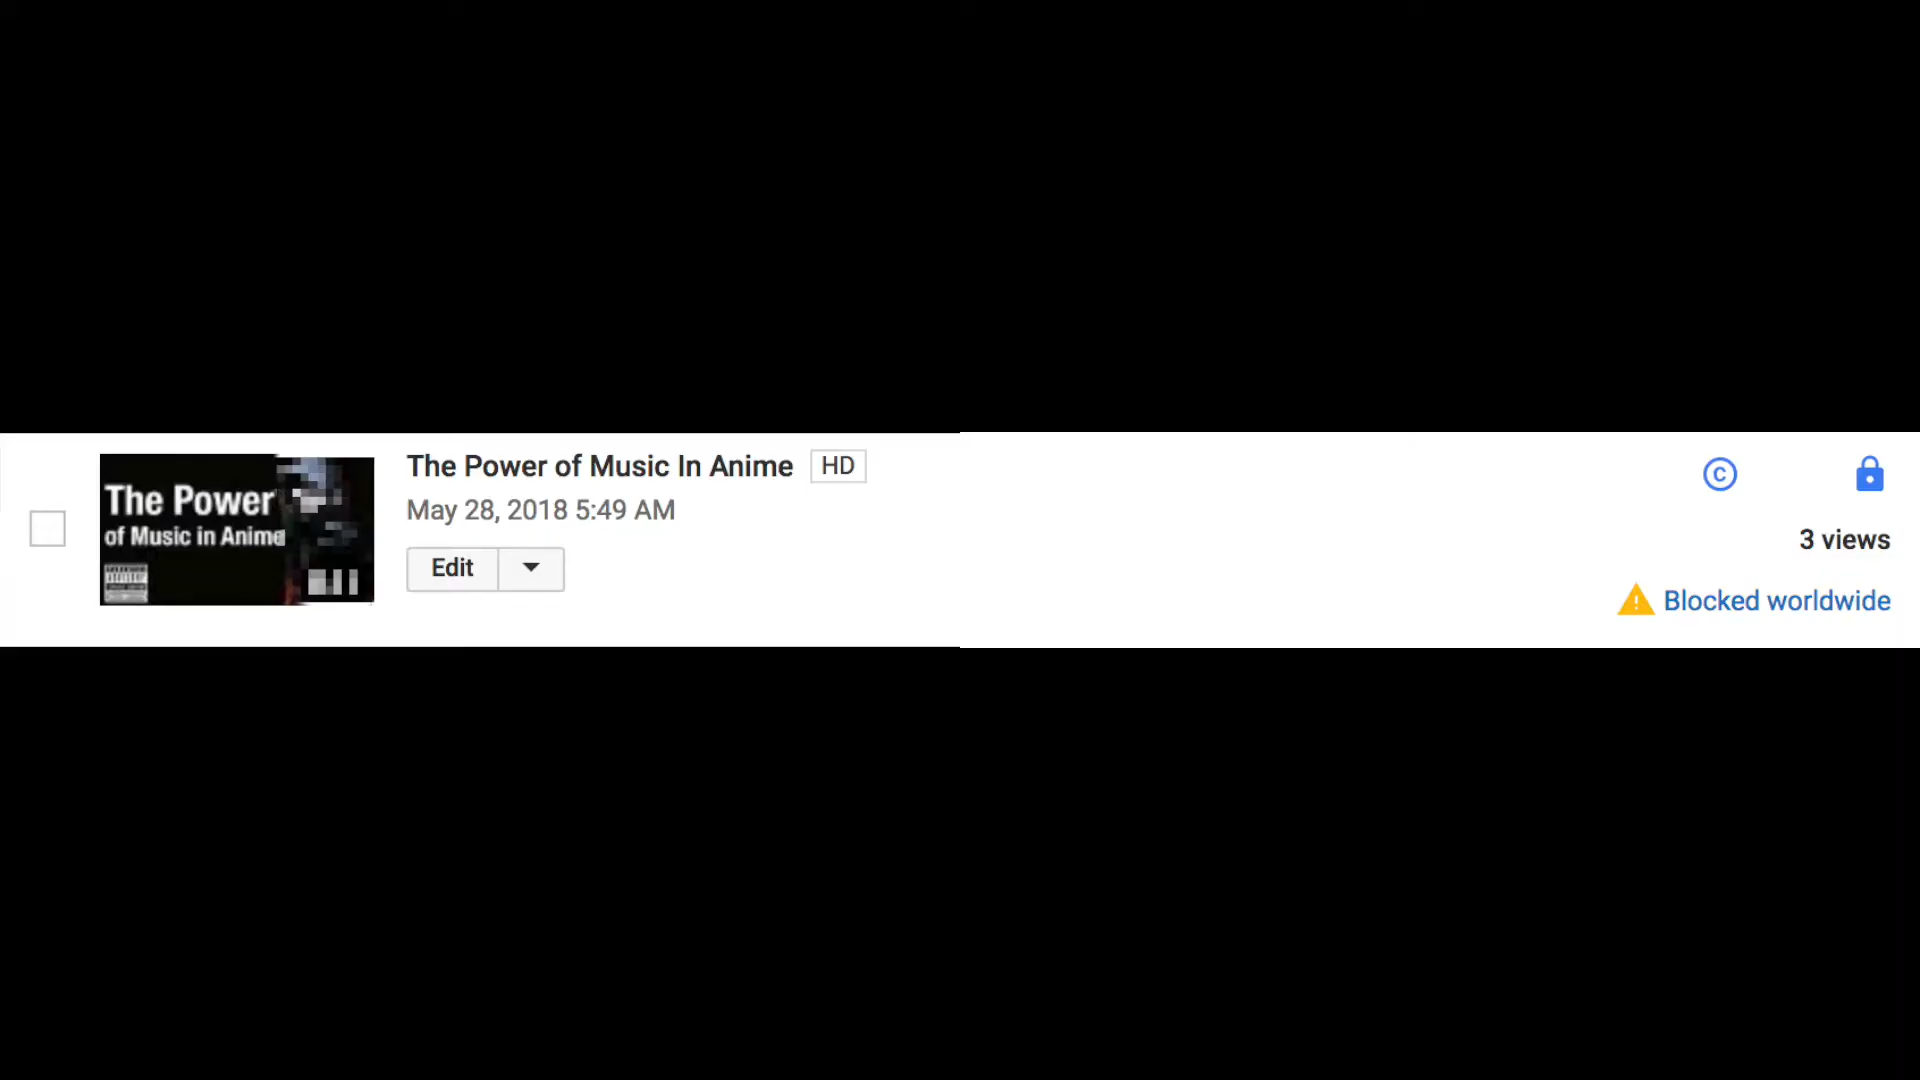 The Power of Music In Anime HD
May 28, 2018 5:49 AM
Edit
The Power
of Music in Anime
©
3 views
Blocked worldwide